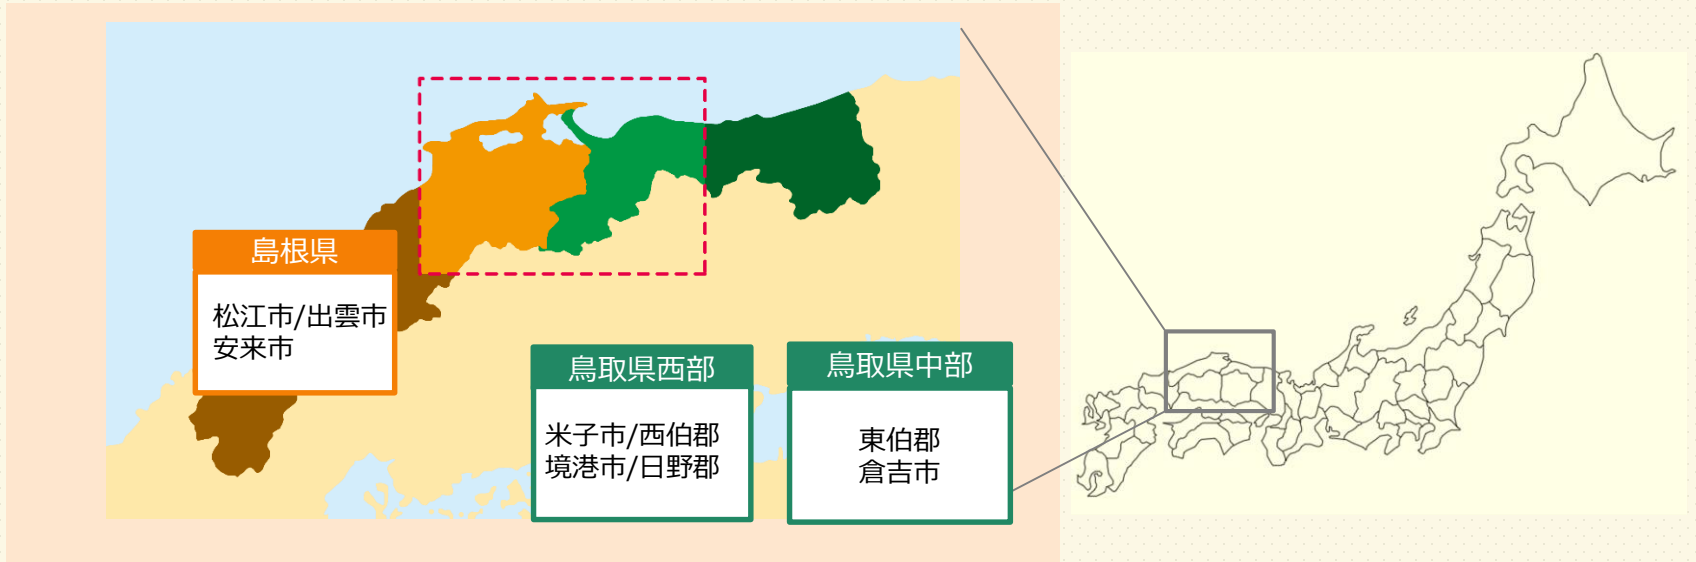 島根県
松江市/出雲市
安来市
鳥取県西部
米子市/西伯郡
境港市/日野郡
鳥取県中部
東伯郡
倉吉市